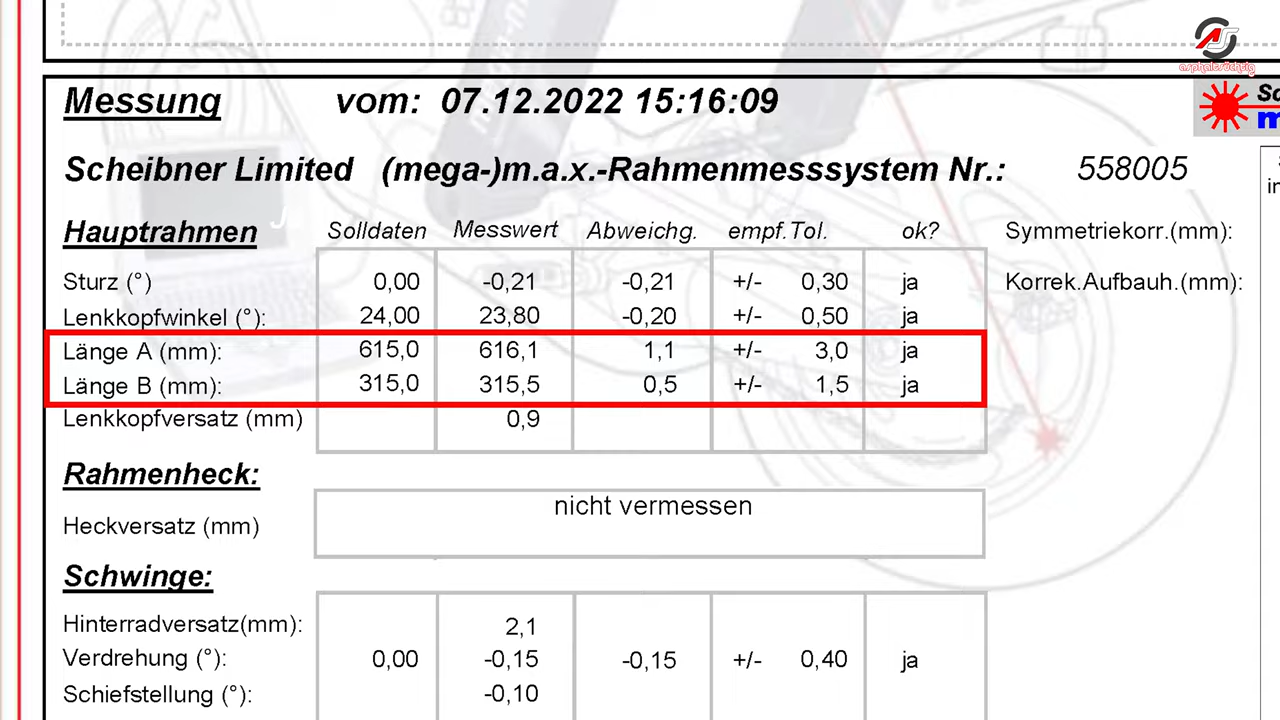 asphaltsüchtig
Messung vom: 07.12.2022 15:16:09
Scheibner Limited (mega-)m.a.x.-Rahmenmesssystem Nr.: 558005
Hauptrahmen Solldaten Messwert Abweichg. empf.Tol. ok? Symmetriekorr.(mm):
Sturz (°) 0,00 -0,21 -0,21 +/- 0,30 ja Korrek.Aufbauh.(mm):
Lenkkopfwinkel (°): 24,00 23,80 -0,20 +/- 0,50 ja
Länge A (mm): 615,0 616,1 1,1 +/- 3,0 ja
Länge B (mm): 315,0 315,5 0,5 +/- 1,5 ja
Lenkkopfversatz (mm) 0,9
Rahmenheck:
nicht vermessen
Heckversatz (mm)
Schwinge:
Hinterradversatz(mm): 2,1
Verdrehung (°): 0,00 -0,15 -0,15 +/- 0,40 ja
Schiefstellung (°): -0,10